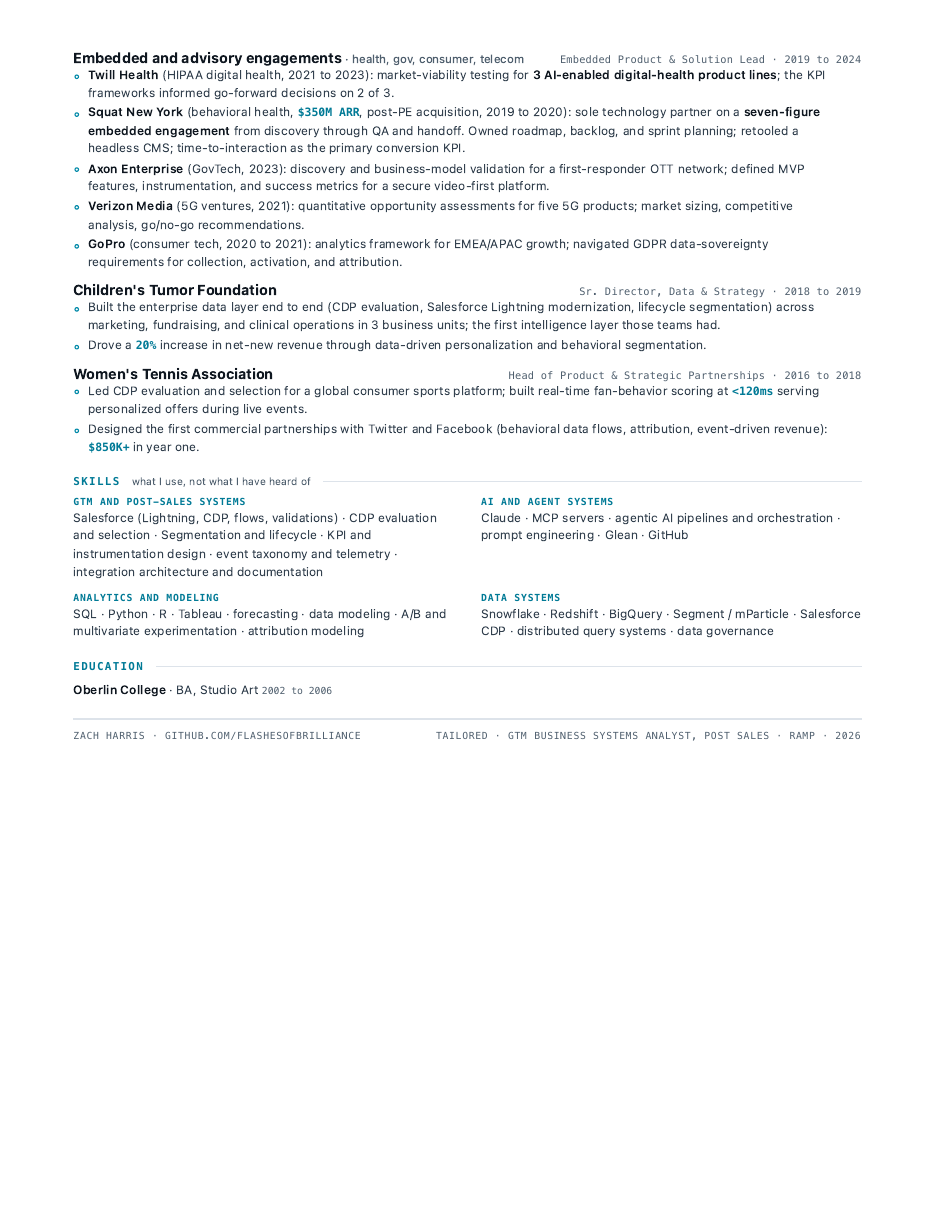 Embedded and advisory engagements · health, gov, consumer, telecom Embedded Product & Solution Lead · 2019 to 2024
Twill Health (HIPAA digital health, 2021 to 2023): market-viability testing for 3 AI-enabled digital-health product lines; the KPI
frameworks informed go-forward decisions on 2 of 3.
Squat New York (behavioral health, $350M ARR, post-PE acquisition, 2019 to 2020): sole technology partner on a seven-figure
embedded engagement from discovery through QA and handoff. Owned roadmap, backlog, and sprint planning; retooled a
headless CMS; time-to-interaction as the primary conversion KPI.
Axon Enterprise (GovTech, 2023): discovery and business-model validation for a first-responder OTT network; defined MVP
features, instrumentation, and success metrics for a secure video-first platform.
Verizon Media (5G ventures, 2021): quantitative opportunity assessments for five 5G products; market sizing, competitive
analysis, go/no-go recommendations.
GoPro (consumer tech, 2020 to 2021): analytics framework for EMEA/APAC growth; navigated GDPR data-sovereignty
requirements for collection, activation, and attribution.
Children's Tumor Foundation Sr. Director, Data & Strategy · 2018 to 2019
Built the enterprise data layer end to end (CDP evaluation, Salesforce Lightning modernization, lifecycle segmentation) across
marketing, fundraising, and clinical operations in 3 business units; the first intelligence layer those teams had.
Drove a 20% increase in net-new revenue through data-driven personalization and behavioral segmentation.
Women's Tennis Association Head of Product & Strategic Partnerships · 2016 to 2018
Led CDP evaluation and selection for a global consumer sports platform; built real-time fan-behavior scoring at <120ms serving
personalized offers during live events.
Designed the first commercial partnerships with Twitter and Facebook (behavioral data flows, attribution, event-driven revenue):
$850K+ in year one.
SKILLS what I use, not what I have heard of
GTM AND POST-SALES SYSTEMS
Salesforce (Lightning, CDP, flows, validations) · CDP evaluation
and selection · Segmentation and lifecycle · KPI and
instrumentation design · event taxonomy and telemetry ·
integration architecture and documentation
AI AND AGENT SYSTEMS
Claude · MCP servers · agentic AI pipelines and orchestration ·
prompt engineering · Glean · GitHub
ANALYTICS AND MODELING
SQL · Python · R · Tableau · forecasting · data modeling · A/B and
multivariate experimentation · attribution modeling
DATA SYSTEMS
Snowflake · Redshift · BigQuery · Segment / mParticle · Salesforce
CDP · distributed query systems · data governance
EDUCATION
Oberlin College · BA, Studio Art 2002 to 2006
ZACH HARRIS · GITHUB.COM/FLASHESOFBRILLIANCE TAILORED · GTM BUSINESS SYSTEMS ANALYST, POST SALES · RAMP · 2026